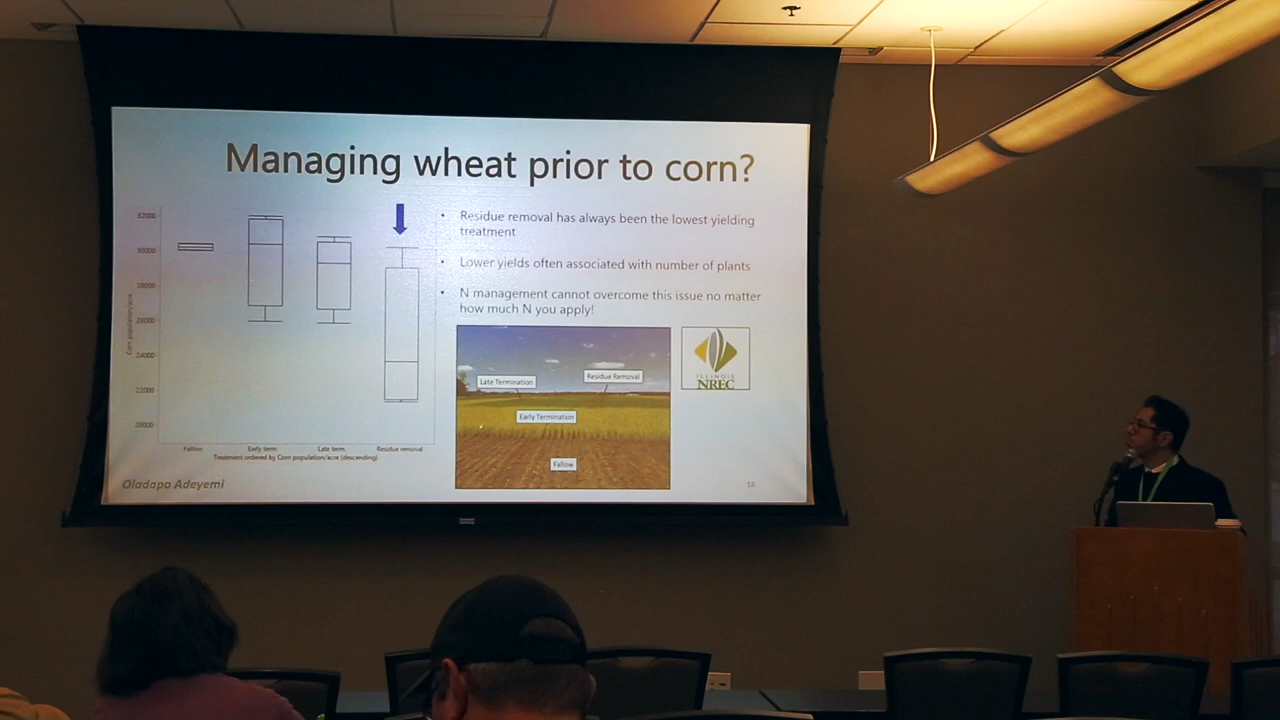 Managing wheat prior to corn?
32000
30000
28000
26000
24000
22000
20000
Corn population/acre
Fallow
Early term.
Late term.
Residue removal
Treatment ordered by Corn population/acre (descending)
• Residue removal has always been the lowest yielding
treatment
• Lower yields often associated with number of plants
• N management cannot overcome this issue no matter
how much N you apply!
Late Termination
Residue Removal
Early Termination
Fallow
ILLINOIS
NREC
Oladapo Adeyemi
18